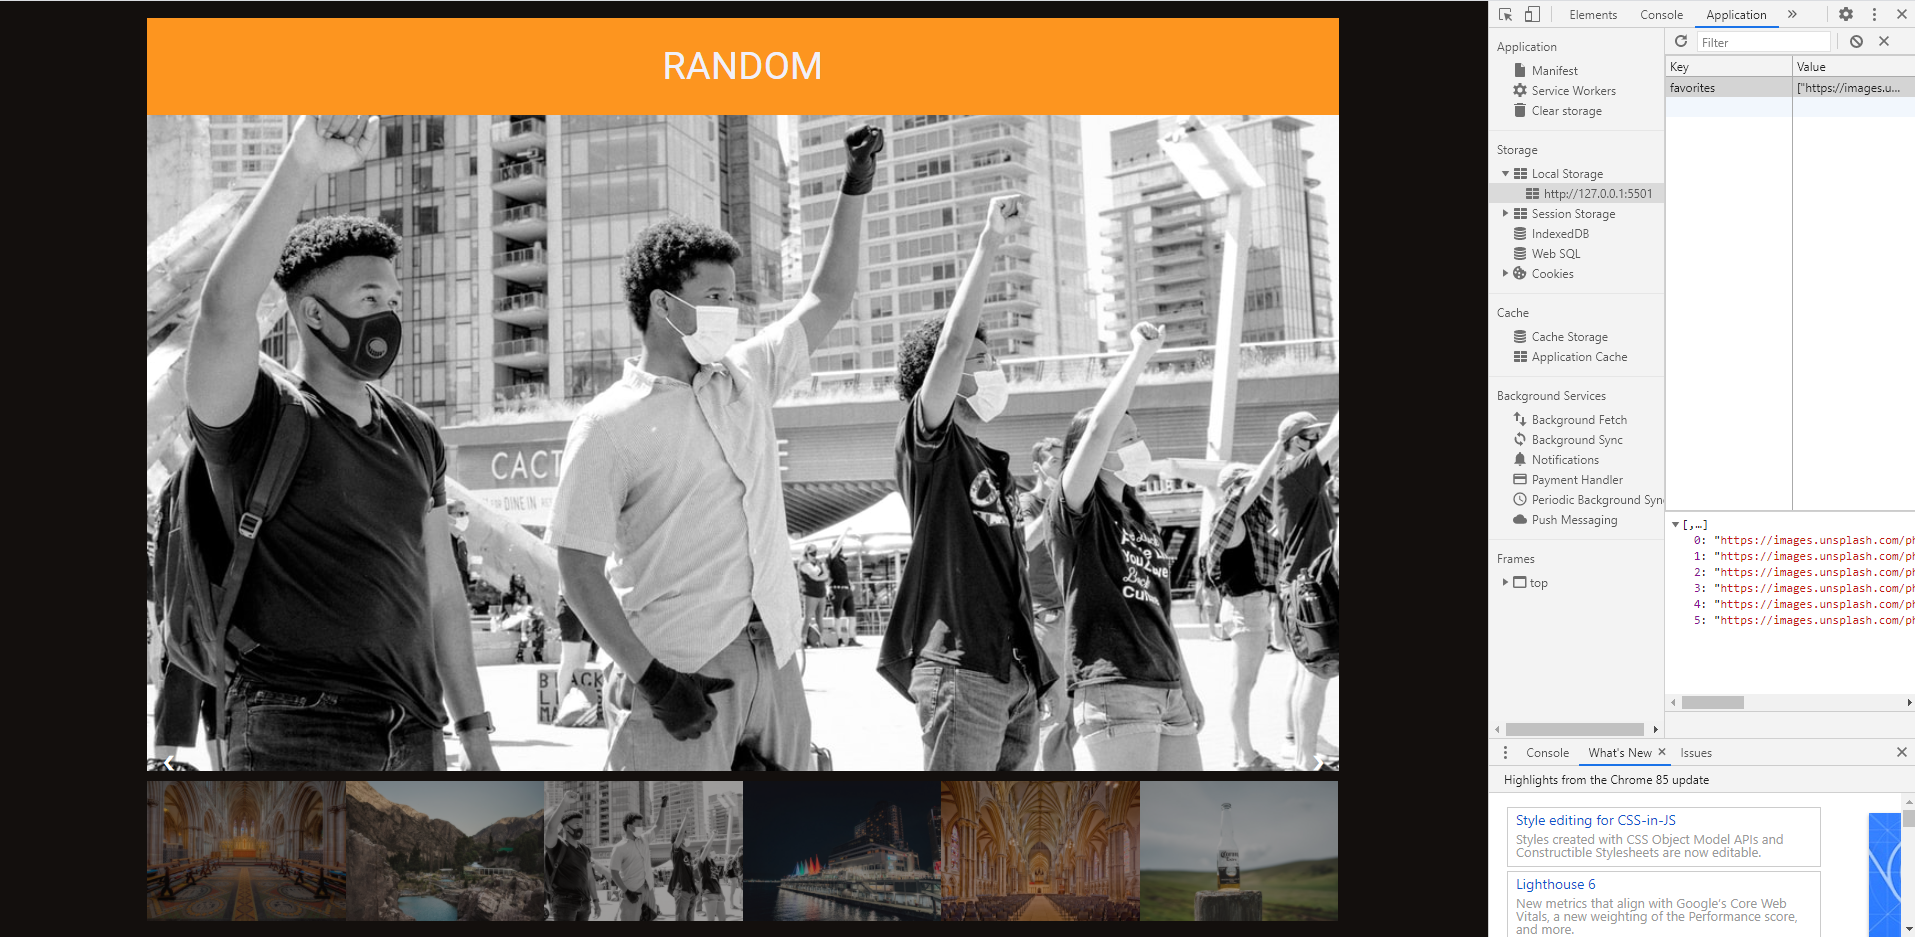 RANDOM
CACT
DINE IN
BLACK
‹ ›
Elements Console Application »
Application
Manifest
Service Workers
Clear storage
Storage
Local Storage
http://127.0.0.1:5501
Session Storage
IndexedDB
Web SQL
Cookies
Cache
Cache Storage
Application Cache
Background Services
Background Fetch
Background Sync
Notifications
Payment Handler
Periodic Background Sync
Push Messaging
Frames
top
Filter
Key Value
favorites ["https://images.u...
[,…]
0: "https://images.unsplash.com/ph
1: "https://images.unsplash.com/ph
2: "https://images.unsplash.com/ph
3: "https://images.unsplash.com/ph
4: "https://images.unsplash.com/ph
5: "https://images.unsplash.com/ph
Console What's New × Issues
Highlights from the Chrome 85 update
Style editing for CSS-in-JS
Styles created with CSS Object Model APIs and
Constructible Stylesheets are now editable.
Lighthouse 6
New metrics that align with Google's Core Web
Vitals, a new weighting of the Performance score,
and more.